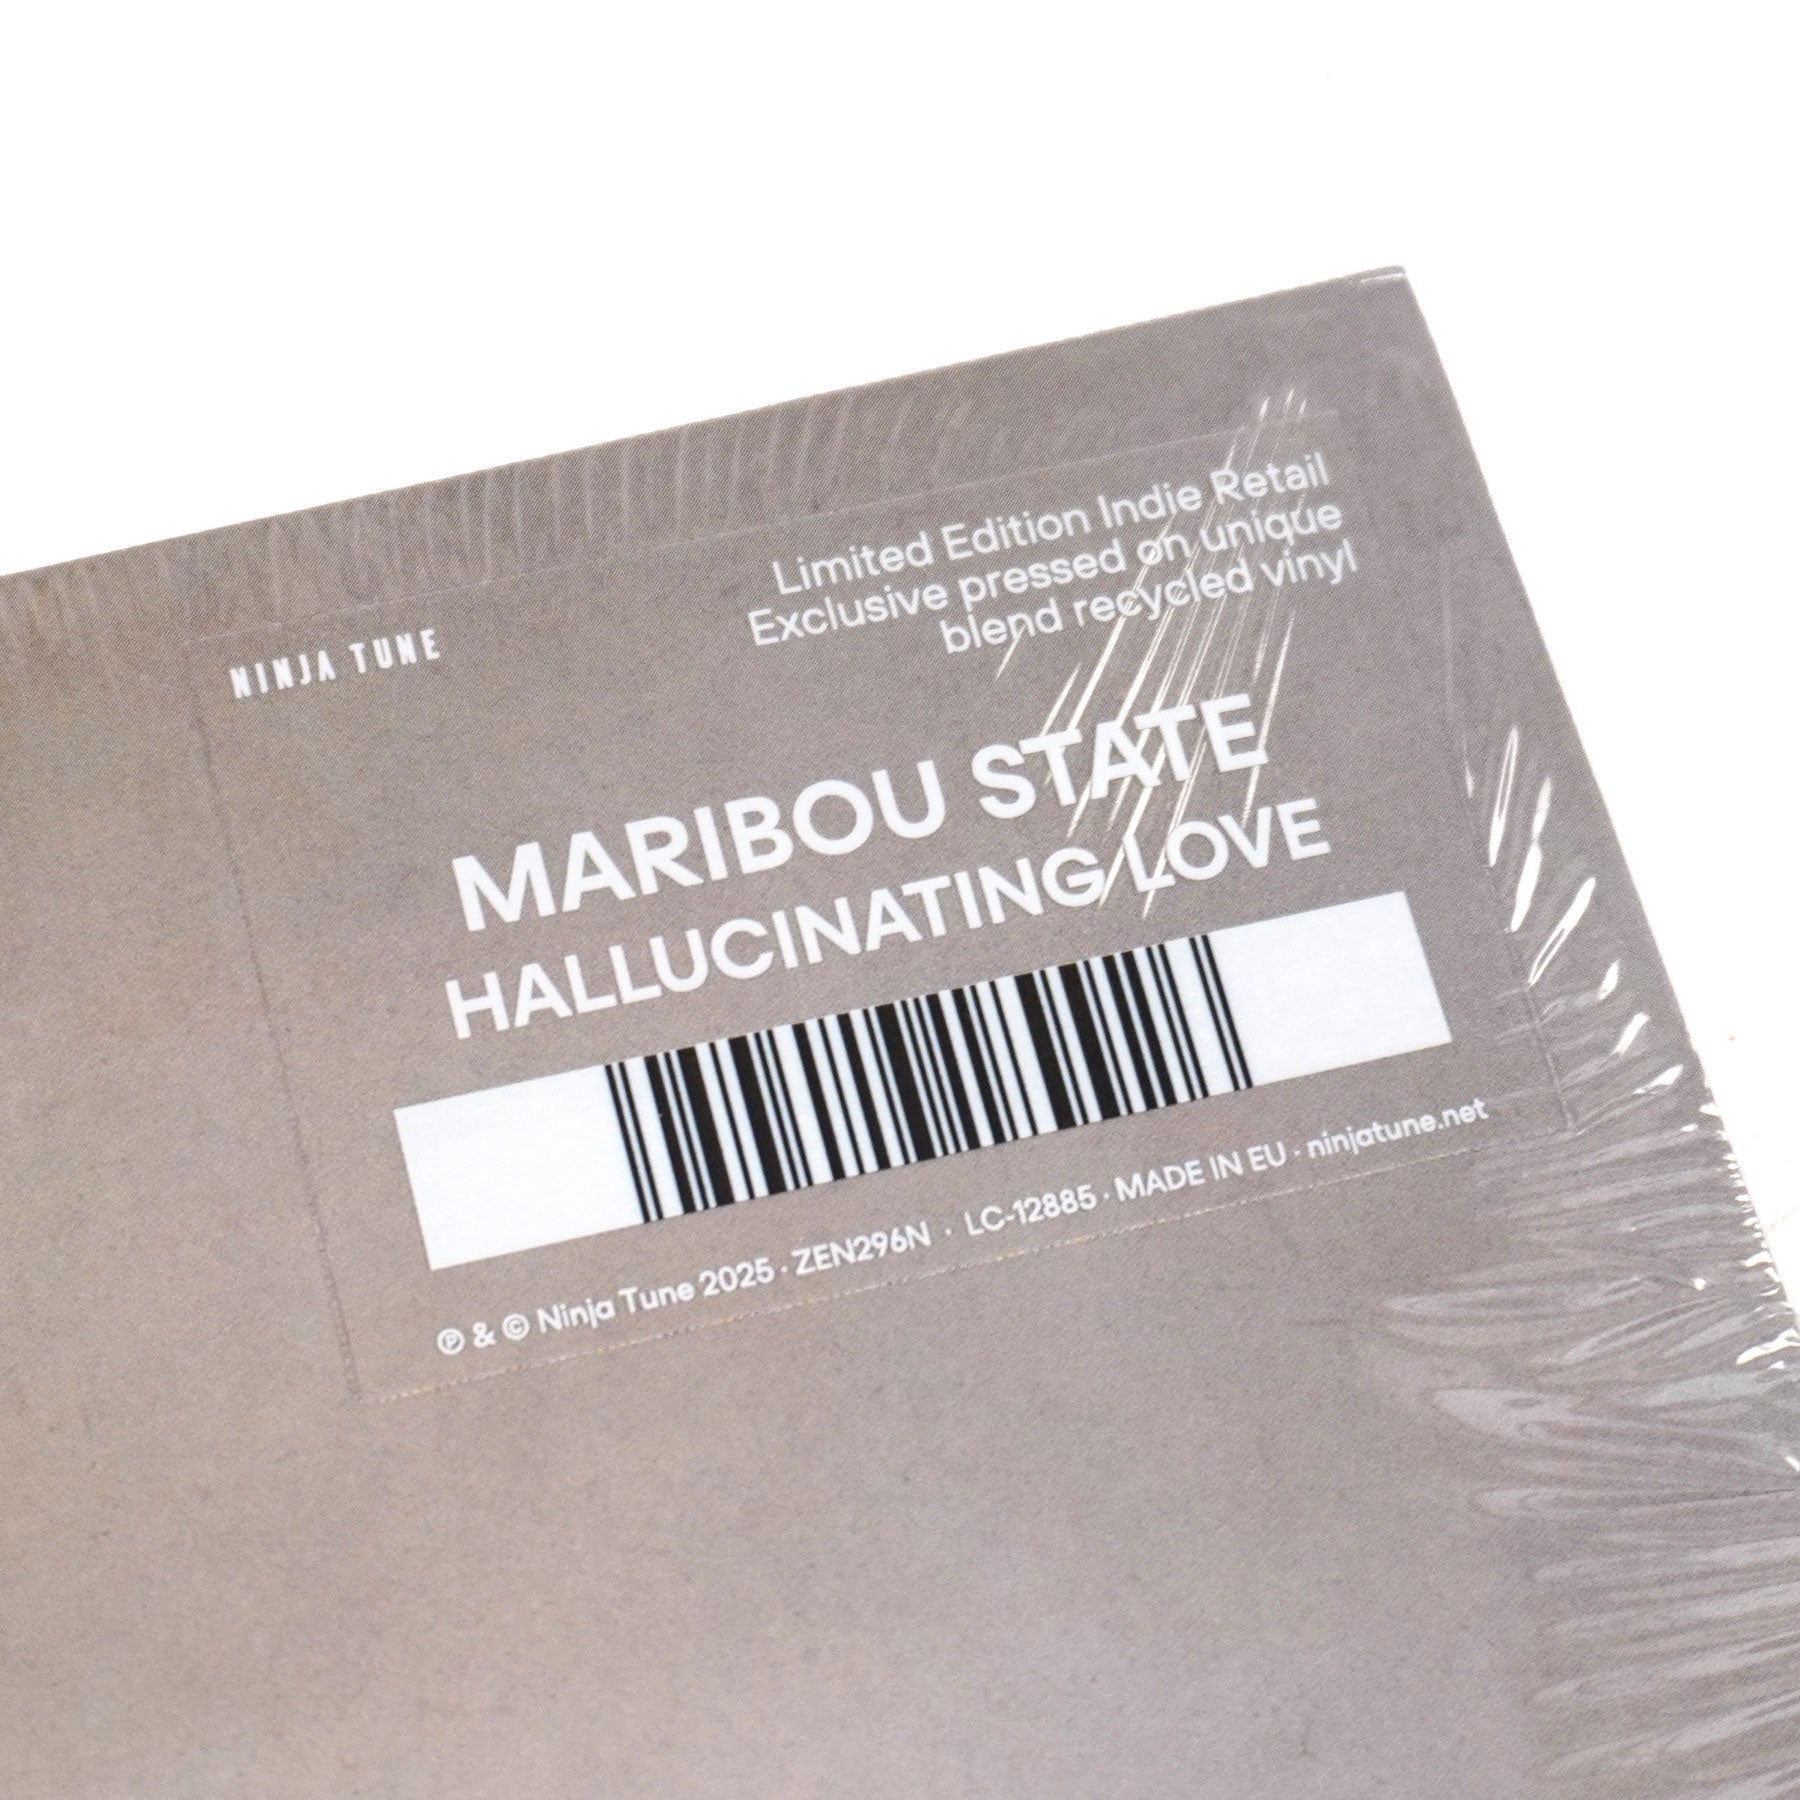 Limited Edition Indie Retail
Exclusive pressed on unique
blend recycled vinyl
NINJA TUNE
MARIBOU STATE
HALLUCINATING LOVE
℗ & © Ninja Tune 2025 · ZEN296N · LC-12885 · MADE IN EU · ninjatune.net